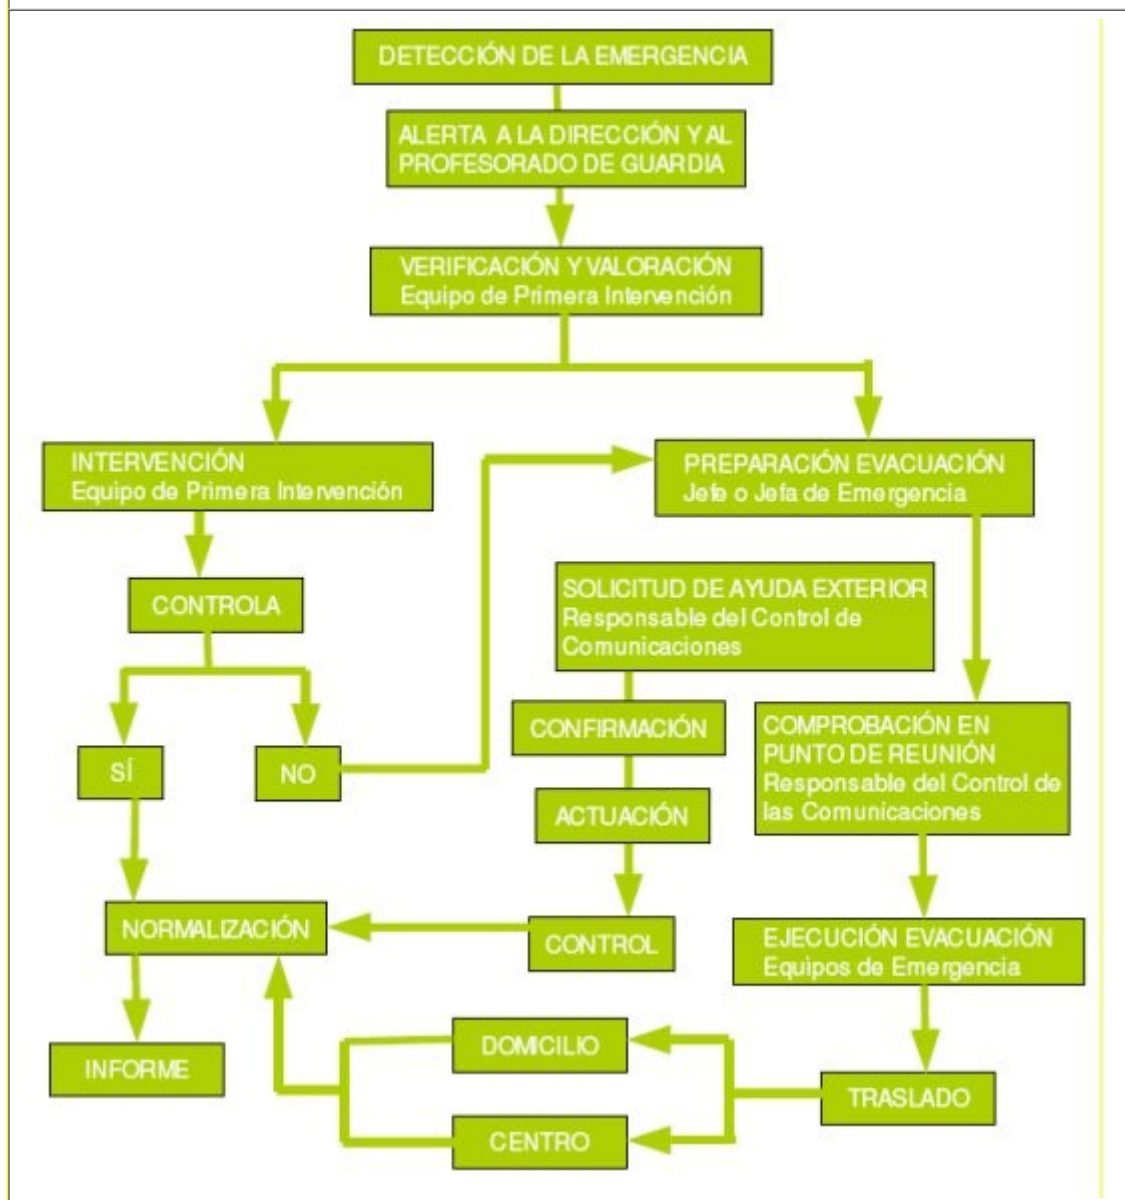 DETECCIÓN DE LA EMERGENCIA
ALERTA A LA DIRECCIÓN Y AL
PROFESORADO DE GUARDIA
VERIFICACIÓN Y VALORACIÓN
Equipo de Primera Intervención
INTERVENCIÓN
Equipo de Primera Intervención
PREPARACIÓN EVACUACIÓN
Jefe o Jefa de Emergencia
CONTROLA
SOLICITUD DE AYUDA EXTERIOR
Responsable del Control de
Comunicaciones
SÍ
NO
CONFIRMACIÓN
COMPROBACIÓN EN
PUNTO DE REUNIÓN
Responsable del Control de
las Comunicaciones
ACTUACIÓN
NORMALIZACIÓN
CONTROL
EJECUCIÓN EVACUACIÓN
Equipos de Emergencia
INFORME
DOMICILIO
TRASLADO
CENTRO